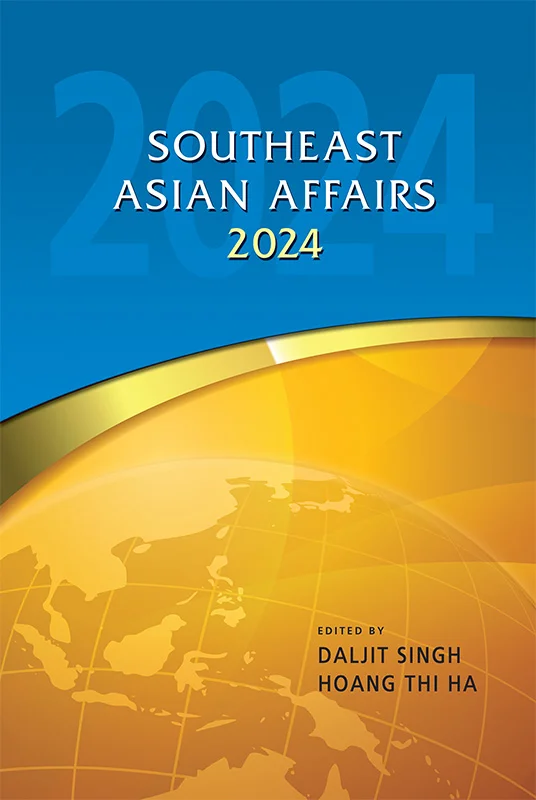 2024
SOUTHEAST
ASIAN AFFAIRS
2024
EDITED BY
DALJIT SINGH
HOANG THI HA